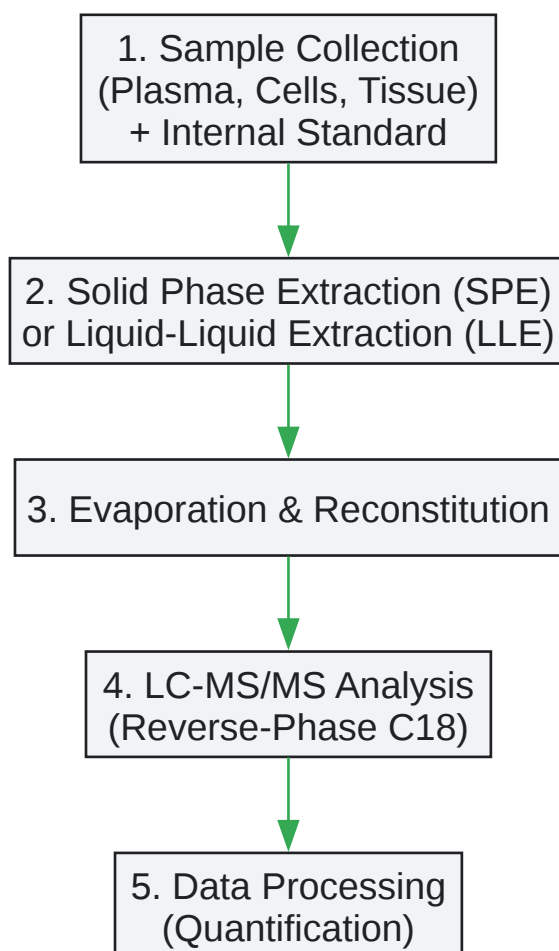 1. Sample Collection
(Plasma, Cells, Tissue)
+ Internal Standard
2. Solid Phase Extraction (SPE)
or Liquid-Liquid Extraction (LLE)
3. Evaporation & Reconstitution
4. LC-MS/MS Analysis
(Reverse-Phase C18)
5. Data Processing
(Quantification)